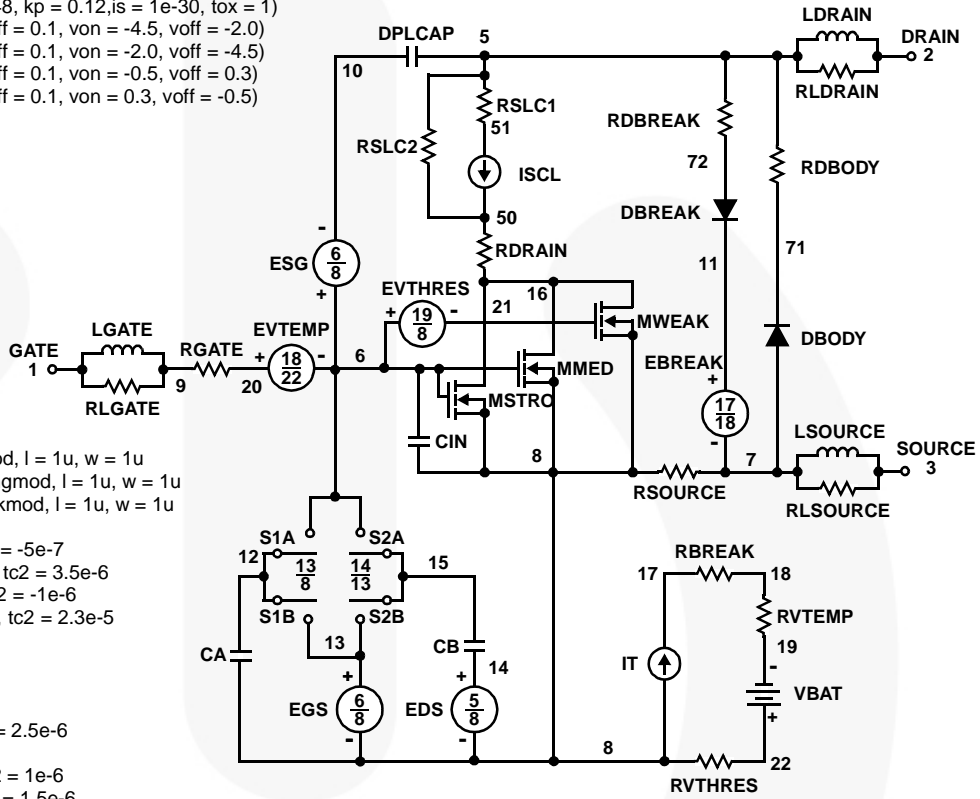 8, kp = 0.12,is = 1e-30, tox = 1)
ff = 0.1, von = -4.5, voff = -2.0)
ff = 0.1, von = -2.0, voff = -4.5)
ff = 0.1, von = -0.5, voff = 0.3)
ff = 0.1, von = 0.3, voff = -0.5)
LDRAIN
DPLCAP 5
DRAIN
2
10
RLDRAIN
RSLC1
51
RDBREAK
RSLC2
72
RDBODY
ISCL
DBREAK
50
- RDRAIN
71
ESG 6 8
11
+
EVTHRES
16
21
+ 19 8 -
MWEAK
LGATE
EVTEMP
DBODY
GATE
1
RGATE
+ 18 22 -
6
EBREAK
MMED
9 20
+
MSTRO
RLGATE
17 18
LSOURCE
SOURCE
3
CIN
-
8
7
od, l = 1u, w = 1u
gmod, l = 1u, w = 1u
kmod, l = 1u, w = 1u
RSOURCE
RLSOURCE
= -5e-7
tc2 = 3.5e-6
2 = -1e-6
, tc2 = 2.3e-5
S1A S2A
12 13 8 14 13 15
S1B S2B
RBREAK
17 18
RVTEMP
13
CB
19
CA
14
IT
-
+ +
VBAT
EGS 6 8 EDS 5 8
+
- -
= 2.5e-6
8
22
2 = 1e-6
= 1.5e-6
RVTHRES